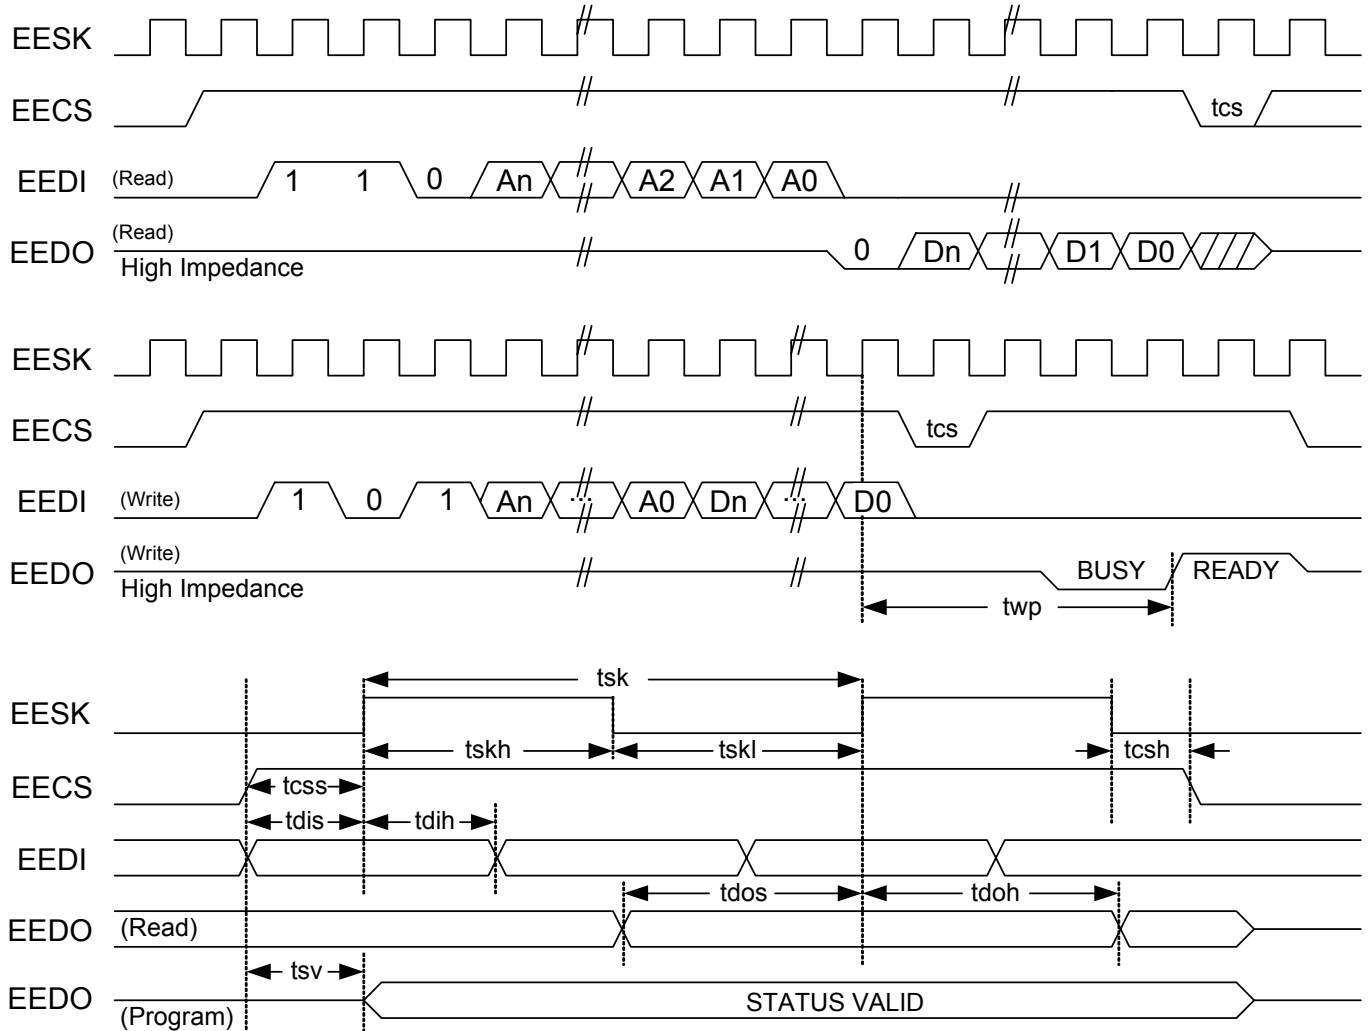 EESK
EECS tcs
EEDI (Read) 1 1 0 An A2 A1 A0
EEDO (Read) 0 Dn D1 D0
High Impedance
EESK
EECS tcs
EEDI (Write) 1 0 1 An ... A0 Dn ... D0
EEDO (Write) BUSY READY
High Impedance
twp
tsk
EESK
tskh tskl tcsh
EECS tcss
tdis tdih
EEDI
tdos tdoh
EEDO (Read)
tsv
EEDO (Program) STATUS VALID